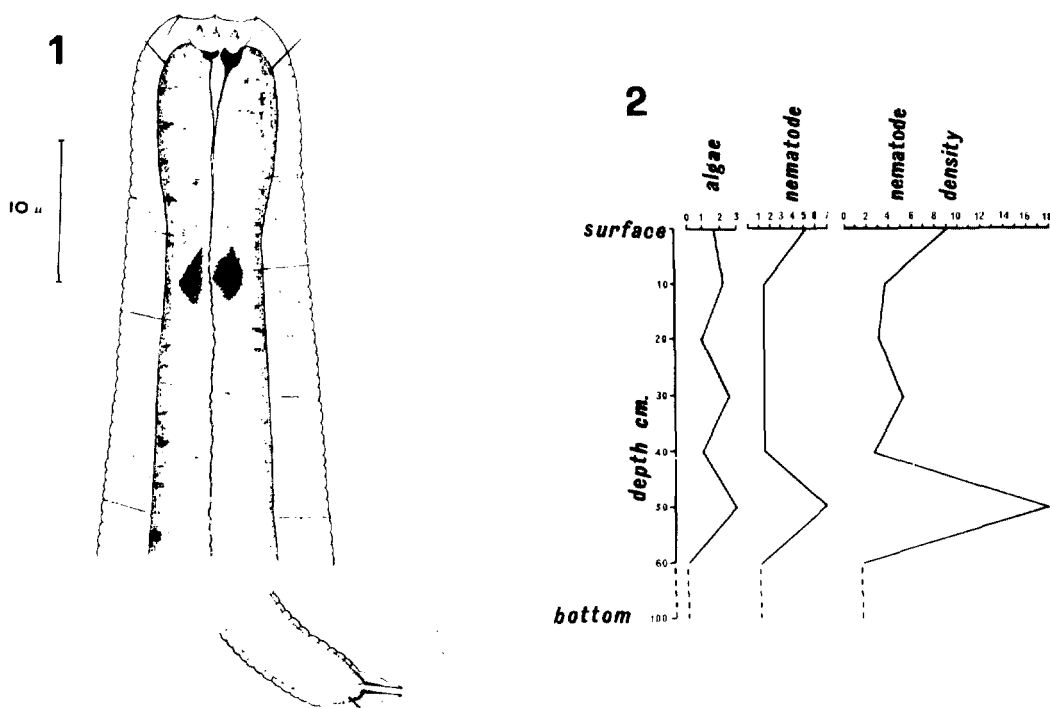 1
10 μ
2
algae
nematode
nematode
density
surface
0 1 2 3
1 2 3 4 5 6 7
0 2 4 6 8 10 12 14 16 18
10
20
30
40
50
60
100
depth cm.
bottom